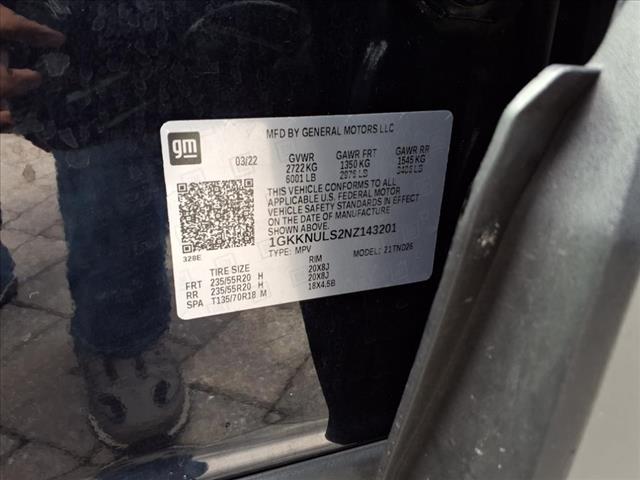 gm
MFD BY GENERAL MOTORS LLC
03/22 GVWR GAWR FRT GAWR RR
2722 KG 1350 KG 1545 KG
6001 LB 2976 LB 3406 LB
THIS VEHICLE CONFORMS TO ALL
APPLICABLE U.S. FEDERAL MOTOR
VEHICLE SAFETY STANDARDS IN EFFECT
ON THE DATE OF MANUFACTURE
SHOWN ABOVE.
1GKKNULS2NZ143201
328E TYPE: MPV MODEL: 21TND26
TIRE SIZE RIM
FRT 235/55R20 H 20X8J
RR 235/55R20 H 20X8J
SPA T135/70R18 M 18X4.5B